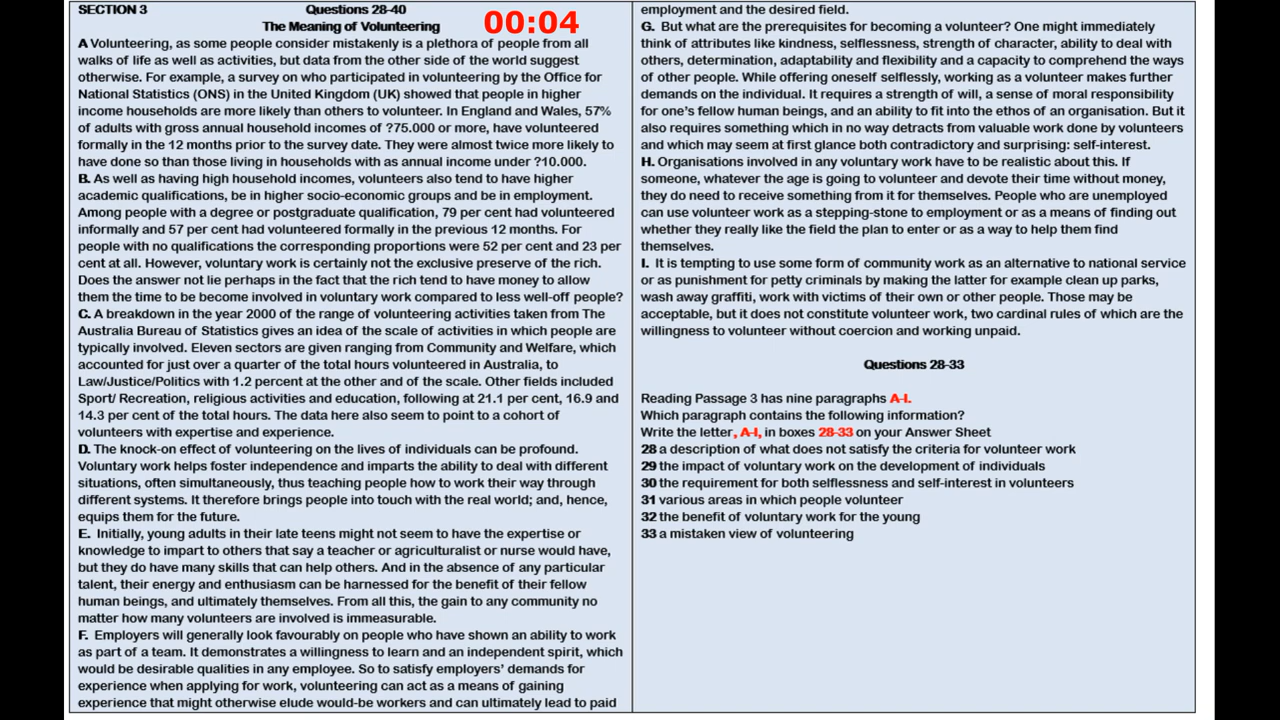 SECTION 3 Questions 28-40
The Meaning of Volunteering
00:04
A Volunteering, as some people consider mistakenly is a plethora of people from all
walks of life as well as activities, but data from the other side of the world suggest
otherwise. For example, a survey on who participated in volunteering by the Office for
National Statistics (ONS) in the United Kingdom (UK) showed that people in higher
income households are more likely than others to volunteer. In England and Wales, 57%
of adults with gross annual household incomes of ?75.000 or more, have volunteered
formally in the 12 months prior to the survey date. They were almost twice more likely to
have done so than those living in households with as annual income under ?10.000.
B. As well as having high household incomes, volunteers also tend to have higher
academic qualifications, be in higher socio-economic groups and be in employment.
Among people with a degree or postgraduate qualification, 79 per cent had volunteered
informally and 57 per cent had volunteered formally in the previous 12 months. For
people with no qualifications the corresponding proportions were 52 per cent and 23 per
cent at all. However, voluntary work is certainly not the exclusive preserve of the rich.
Does the answer not lie perhaps in the fact that the rich tend to have money to allow
them the time to be become involved in voluntary work compared to less well-off people?
C. A breakdown in the year 2000 of the range of volunteering activities taken from The
Australia Bureau of Statistics gives an idea of the scale of activities in which people are
typically involved. Eleven sectors are given ranging from Community and Welfare, which
accounted for just over a quarter of the total hours volunteered in Australia, to
Law/Justice/Politics with 1.2 percent at the other and of the scale. Other fields included
Sport/ Recreation, religious activities and education, following at 21.1 per cent, 16.9 and
14.3 per cent of the total hours. The data here also seem to point to a cohort of
volunteers with expertise and experience.
D. The knock-on effect of volunteering on the lives of individuals can be profound.
Voluntary work helps foster independence and imparts the ability to deal with different
situations, often simultaneously, thus teaching people how to work their way through
different systems. It therefore brings people into touch with the real world; and, hence,
equips them for the future.
E. Initially, young adults in their late teens might not seem to have the expertise or
knowledge to impart to others that say a teacher or agriculturalist or nurse would have,
but they do have many skills that can help others. And in the absence of any particular
talent, their energy and enthusiasm can be harnessed for the benefit of their fellow
human beings, and ultimately themselves. From all this, the gain to any community no
matter how many volunteers are involved is immeasurable.
F. Employers will generally look favourably on people who have shown an ability to work
as part of a team. It demonstrates a willingness to learn and an independent spirit, which
would be desirable qualities in any employee. So to satisfy employers' demands for
experience when applying for work, volunteering can act as a means of gaining
experience that might otherwise elude would-be workers and can ultimately lead to paid
employment and the desired field.
G. But what are the prerequisites for becoming a volunteer? One might immediately
think of attributes like kindness, selflessness, strength of character, ability to deal with
others, determination, adaptability and flexibility and a capacity to comprehend the ways
of other people. While offering oneself selflessly, working as a volunteer makes further
demands on the individual. It requires a strength of will, a sense of moral responsibility
for one's fellow human beings, and an ability to fit into the ethos of an organisation. But it
also requires something which in no way detracts from valuable work done by volunteers
and which may seem at first glance both contradictory and surprising: self-interest.
H. Organisations involved in any voluntary work have to be realistic about this. If
someone, whatever the age is going to volunteer and devote their time without money,
they do need to receive something from it for themselves. People who are unemployed
can use volunteer work as a stepping-stone to employment or as a means of finding out
whether they really like the field the plan to enter or as a way to help them find
themselves.
I. It is tempting to use some form of community work as an alternative to national service
or as punishment for petty criminals by making the latter for example clean up parks,
wash away graffiti, work with victims of their own or other people. Those may be
acceptable, but it does not constitute volunteer work, two cardinal rules of which are the
willingness to volunteer without coercion and working unpaid.
Questions 28-33
Reading Passage 3 has nine paragraphs A-I.
Which paragraph contains the following information?
Write the letter, A-I, in boxes 28-33 on your Answer Sheet
28 a description of what does not satisfy the criteria for volunteer work
29 the impact of voluntary work on the development of individuals
30 the requirement for both selflessness and self-interest in volunteers
31 various areas in which people volunteer
32 the benefit of voluntary work for the young
33 a mistaken view of volunteering